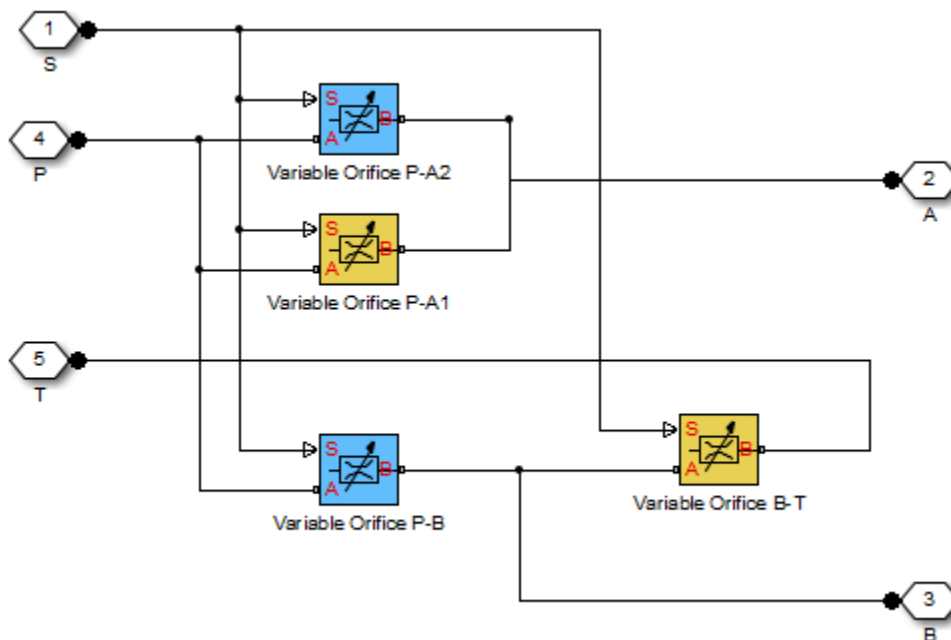 1
S
S
B
A
Variable Orifice P-A2
4
P
2
A
S
B
A
Variable Orifice P-A1
5
T
S
B
A
Variable Orifice P-B
S
B
A
Variable Orifice B-T
3
B